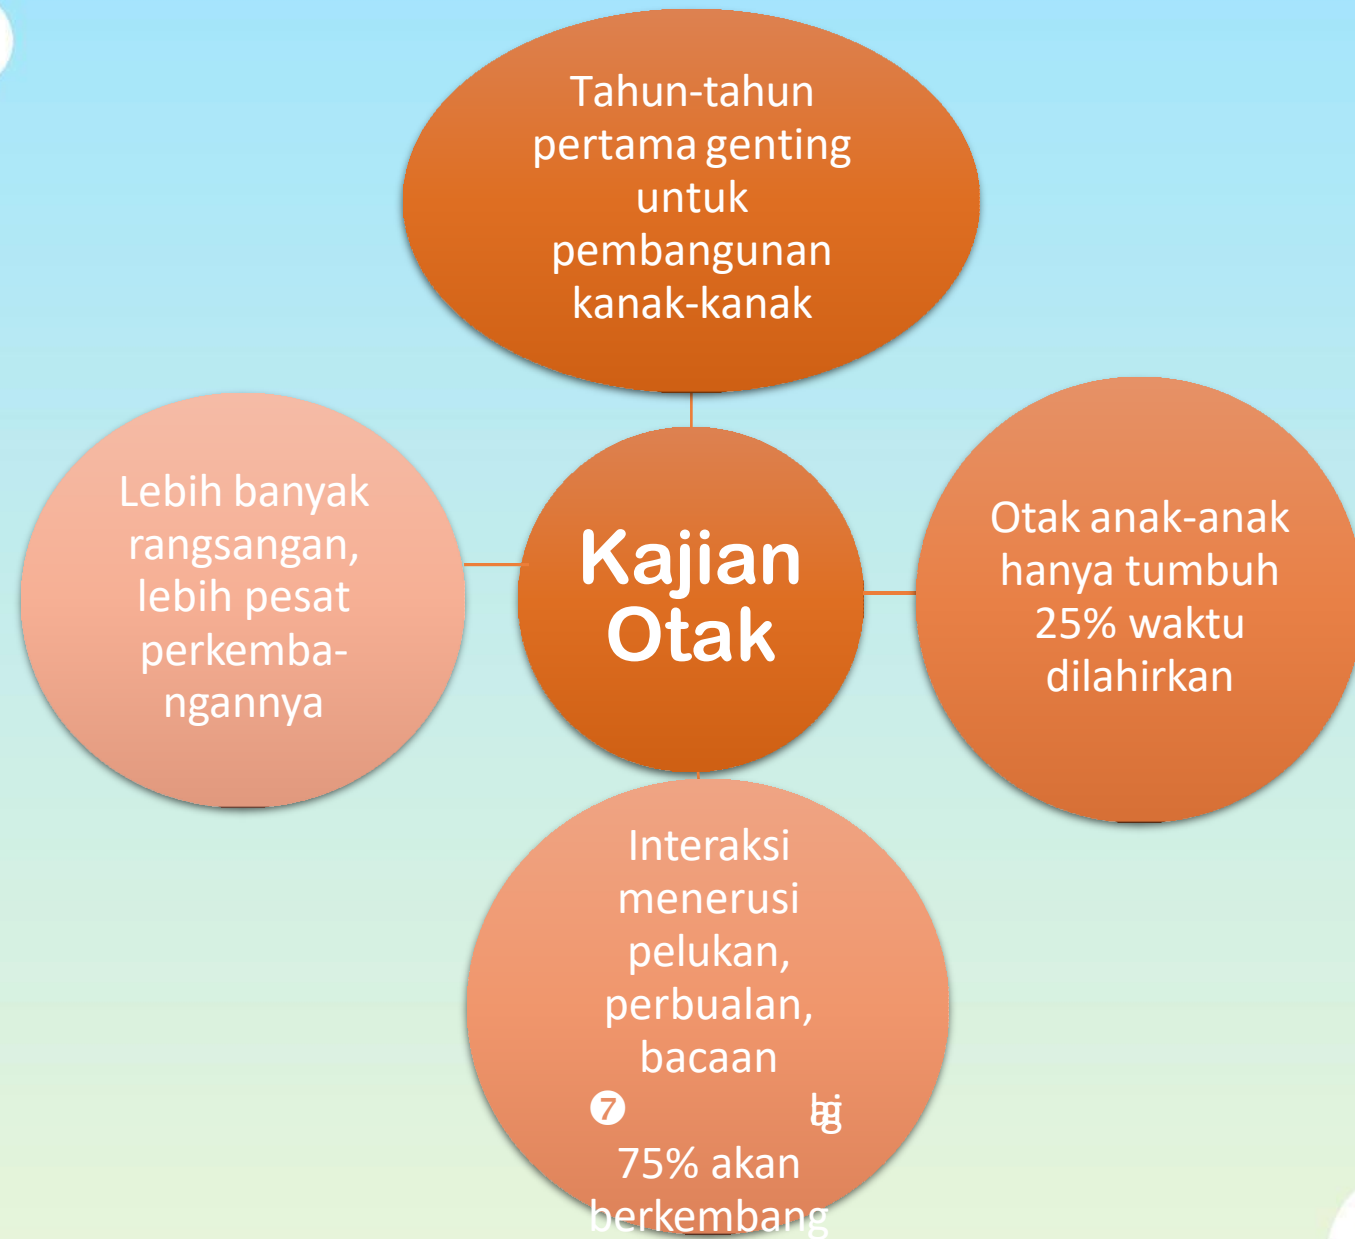 Tahun-tahun
pertama genting
untuk
pembangunan
kanak-kanak
Lebih banyak
rangsangan,
lebih pesat
perkemba-
ngannya
Kajian
Otak
Otak anak-anak
hanya tumbuh
25% waktu
dilahirkan
Interaksi
menerusi
pelukan,
perbualan,
bacaan
❼
75% akan
berkembang